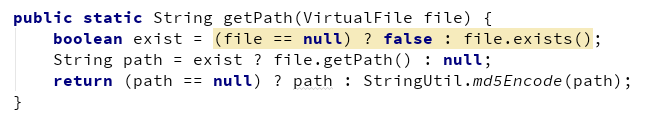 public static String getPath(VirtualFile file) {
    boolean exist = (file == null) ? false : file.exists();
    String path = exist ? file.getPath() : null;
    return (path == null) ? path : StringUtil.md5Encode(path);
}